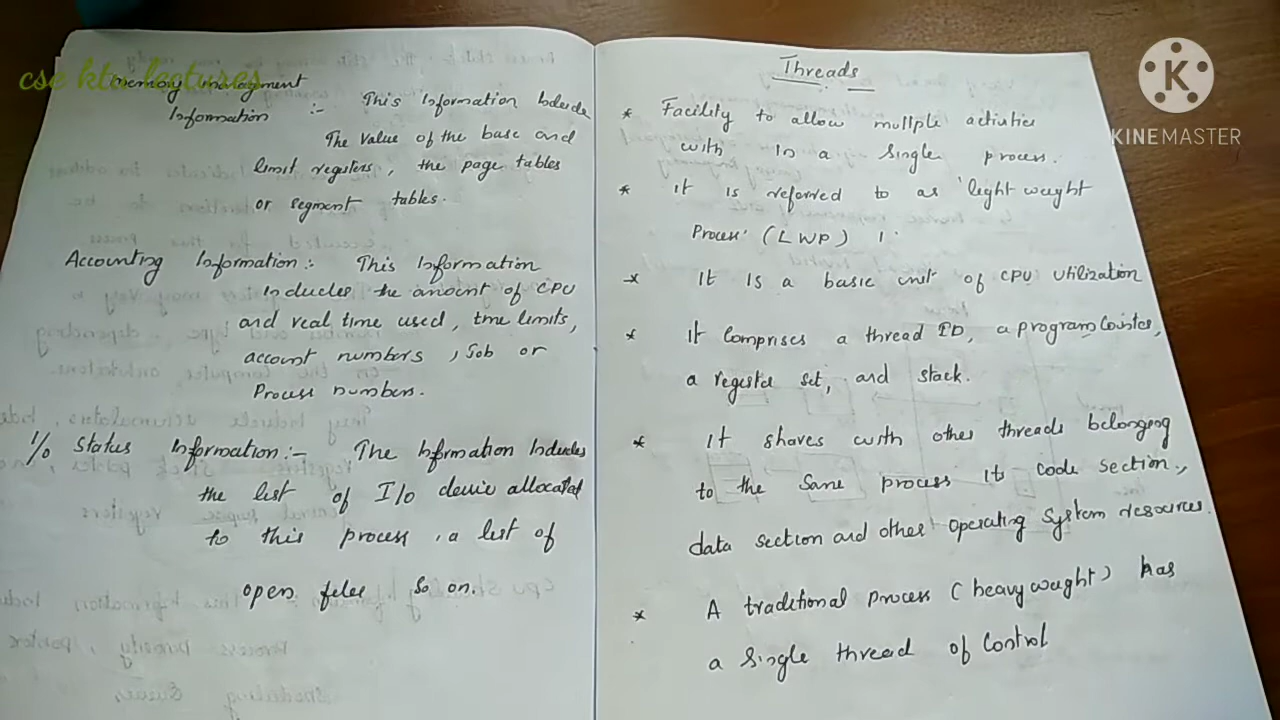 cse ktu lectures
Memory managment
Information :- This Information Include
The value of the base and
limit registers, the page tables
or segment tables.
Accounting Information :- This Information
Includes the amount of CPU
and real time used, time limits,
account numbers, Job or
Process numbers.
I/o status Information :- The Information Includes
the list of I/o device allocated
to this process, a list of
open files so on.
Threads
* Facility to allow multple activities
with in a single process.
* It is referred to as 'light weight
Process' (LWP)
* It Is a basic unit of CPU utilization
* It Comprises a thread ID, a program Counter,
a register set, and stack.
* It shares with other threads belonging
to the same process its code section,
data section and other operating system resources.
* A traditional process (heavy weight) has
a single thread of Control
K
KINEMASTER